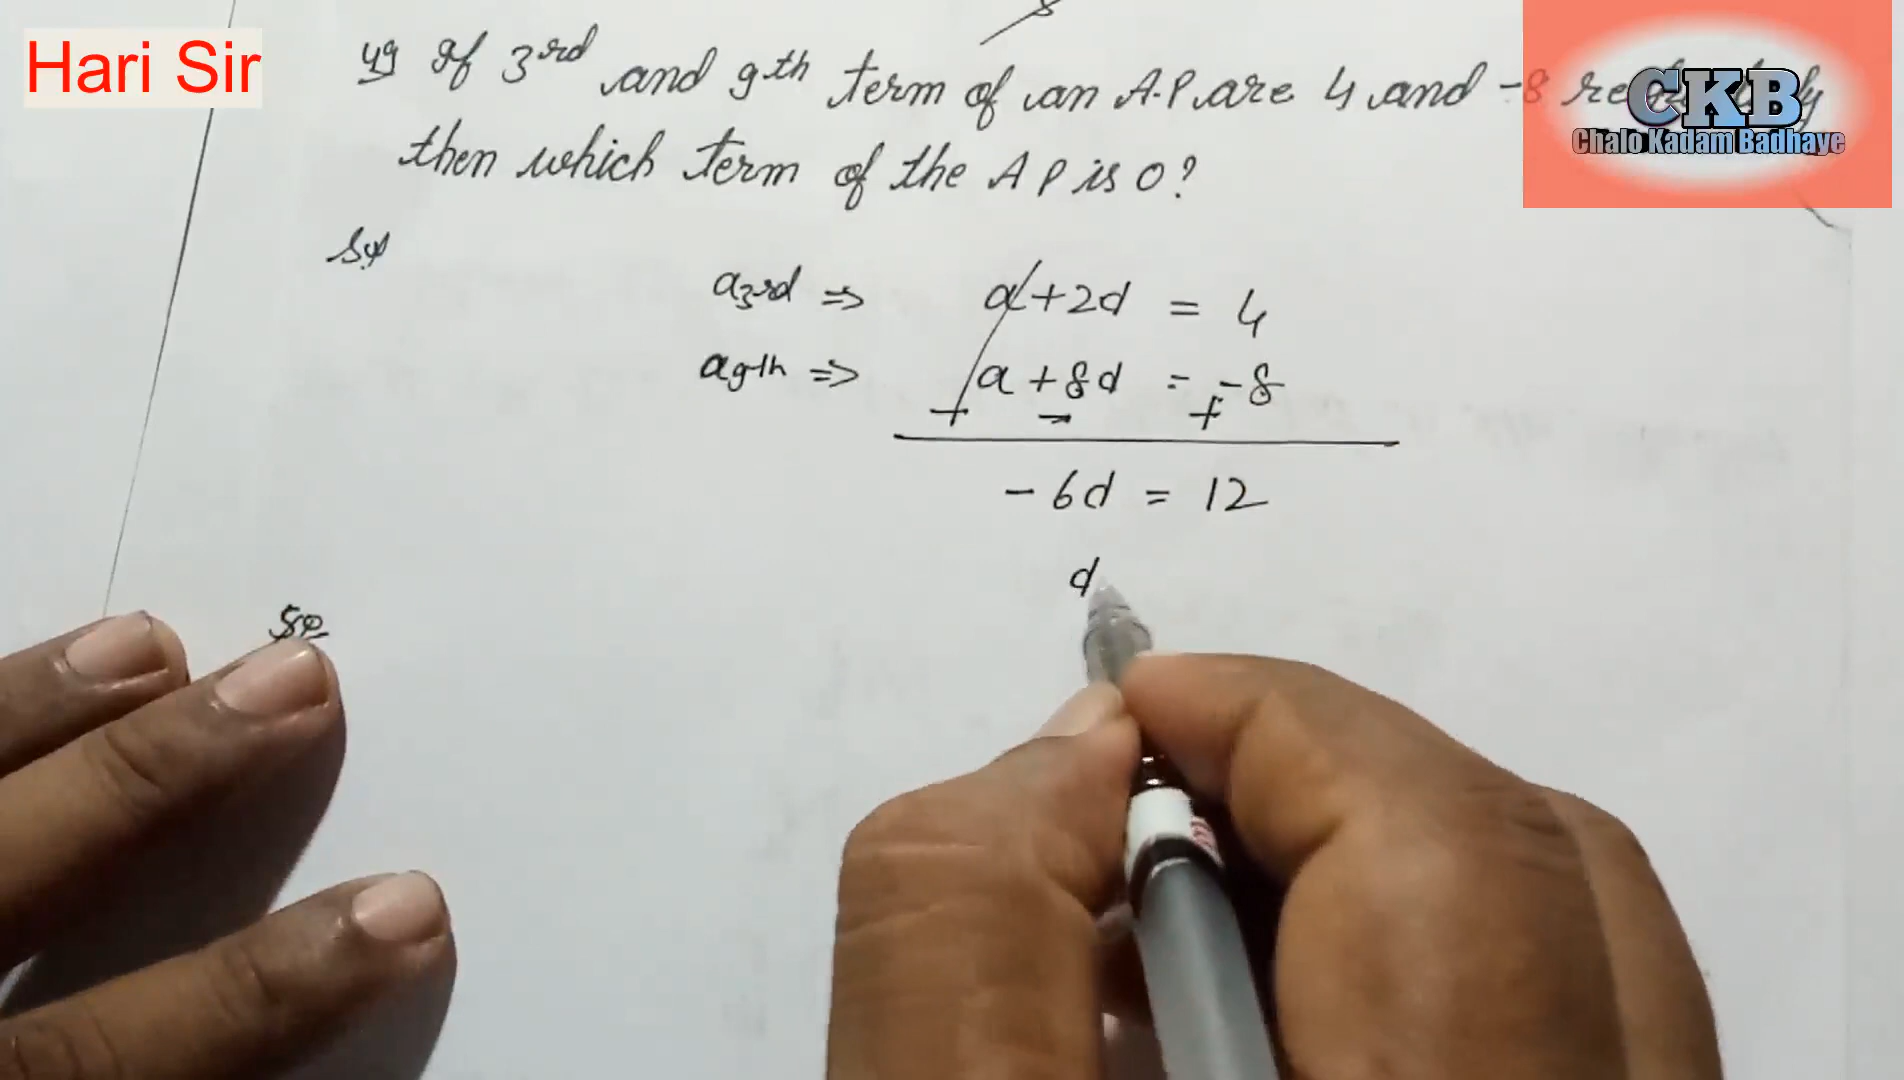 Hari Sir
49 If 3rd and 9th term of an A.P. are 4 and -8
CKB
Chalo Kadam Badhaye
then which term of the A P is 0?
Sol
a3rd ⇒ a+2d = 4
a9th ⇒ a+8d = -8
- - +
-6d = 12
d